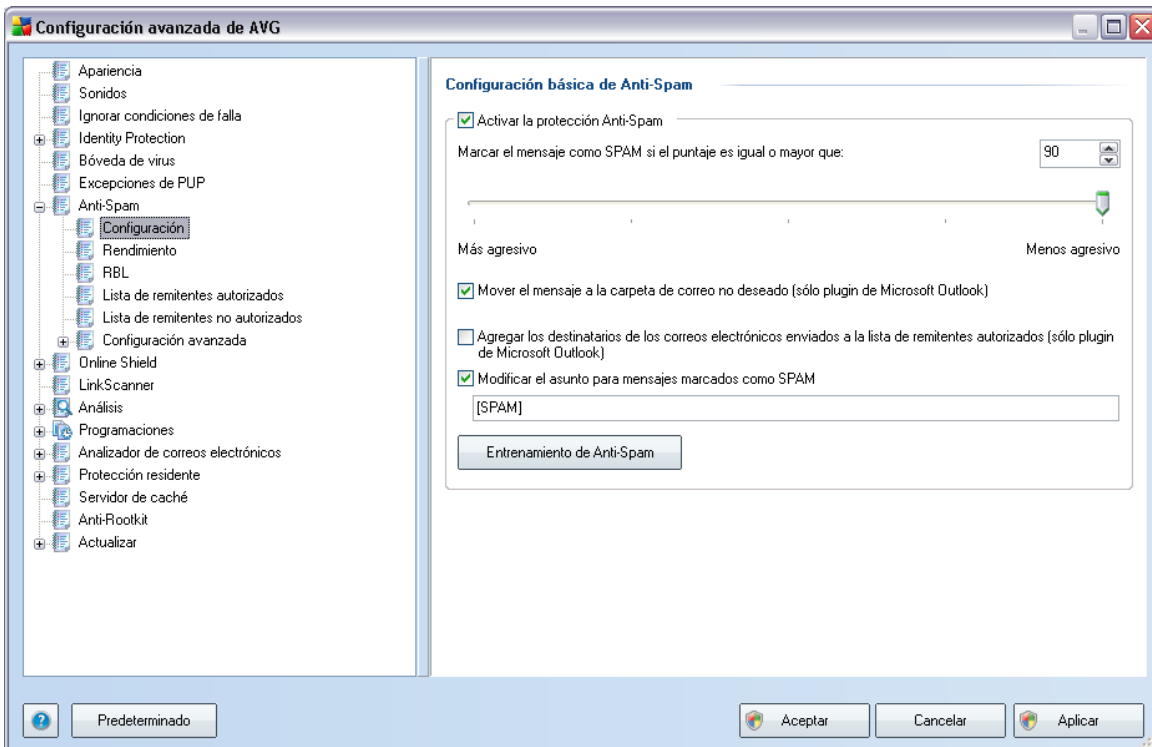 Configuración avanzada de AVG
Apariencia
Sonidos
Ignorar condiciones de falla
Identity Protection
Bóveda de virus
Excepciones de PUP
Anti-Spam
Configuración
Rendimiento
RBL
Lista de remitentes autorizados
Lista de remitentes no autorizados
Configuración avanzada
Online Shield
LinkScanner
Análisis
Programaciones
Analizador de correos electrónicos
Protección residente
Servidor de caché
Anti-Rootkit
Actualizar
Configuración básica de Anti-Spam
Activar la protección Anti-Spam
Marcar el mensaje como SPAM si el puntaje es igual o mayor que: 90
Más agresivo Menos agresivo
Mover el mensaje a la carpeta de correo no deseado (sólo plugin de Microsoft Outlook)
Agregar los destinatarios de los correos electrónicos enviados a la lista de remitentes autorizados (sólo plugin
de Microsoft Outlook)
Modificar el asunto para mensajes marcados como SPAM
[SPAM]
Entrenamiento de Anti-Spam
? Predeterminado Aceptar Cancelar Aplicar